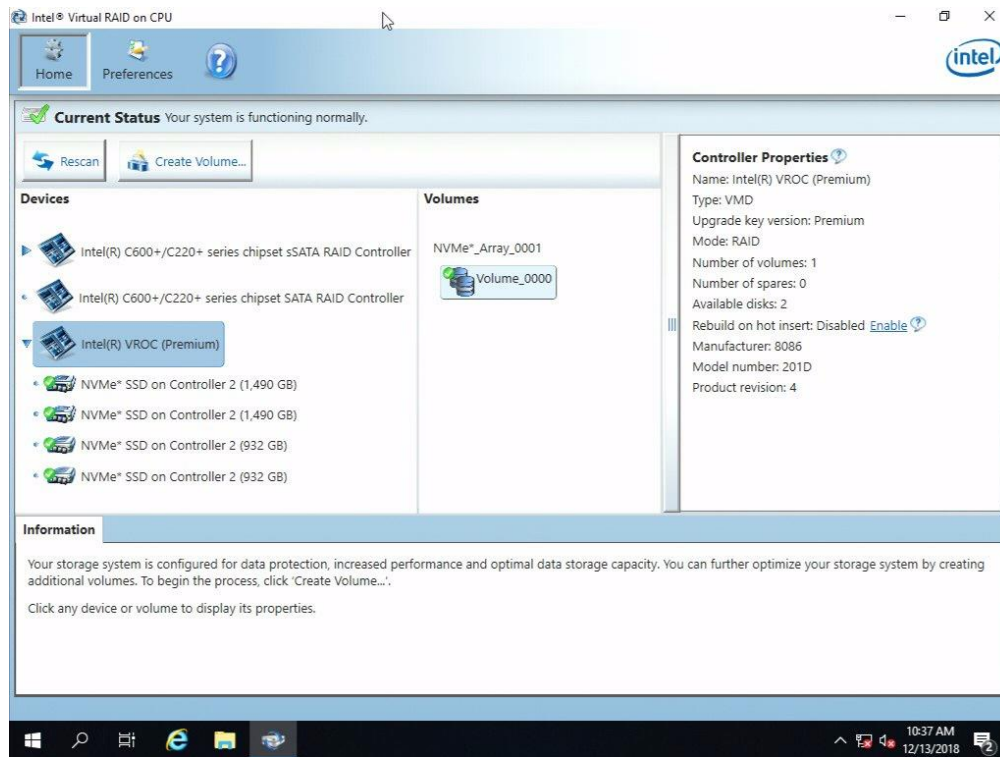 Intel® Virtual RAID on CPU
Home
Preferences
intel
Current Status Your system is functioning normally.
Rescan
Create Volume...
Devices
Intel(R) C600+/C220+ series chipset sSATA RAID Controller
Intel(R) C600+/C220+ series chipset SATA RAID Controller
Intel(R) VROC (Premium)
NVMe* SSD on Controller 2 (1,490 GB)
NVMe* SSD on Controller 2 (1,490 GB)
NVMe* SSD on Controller 2 (932 GB)
NVMe* SSD on Controller 2 (932 GB)
Volumes
NVMe*_Array_0001
Volume_0000
Controller Properties
Name: Intel(R) VROC (Premium)
Type: VMD
Upgrade key version: Premium
Mode: RAID
Number of volumes: 1
Number of spares: 0
Available disks: 2
Rebuild on hot insert: Disabled Enable
Manufacturer: 8086
Model number: 201D
Product revision: 4
Information
Your storage system is configured for data protection, increased performance and optimal data storage capacity. You can further optimize your storage system by creating
additional volumes. To begin the process, click 'Create Volume...'.
Click any device or volume to display its properties.
10:37 AM
12/13/2018
2